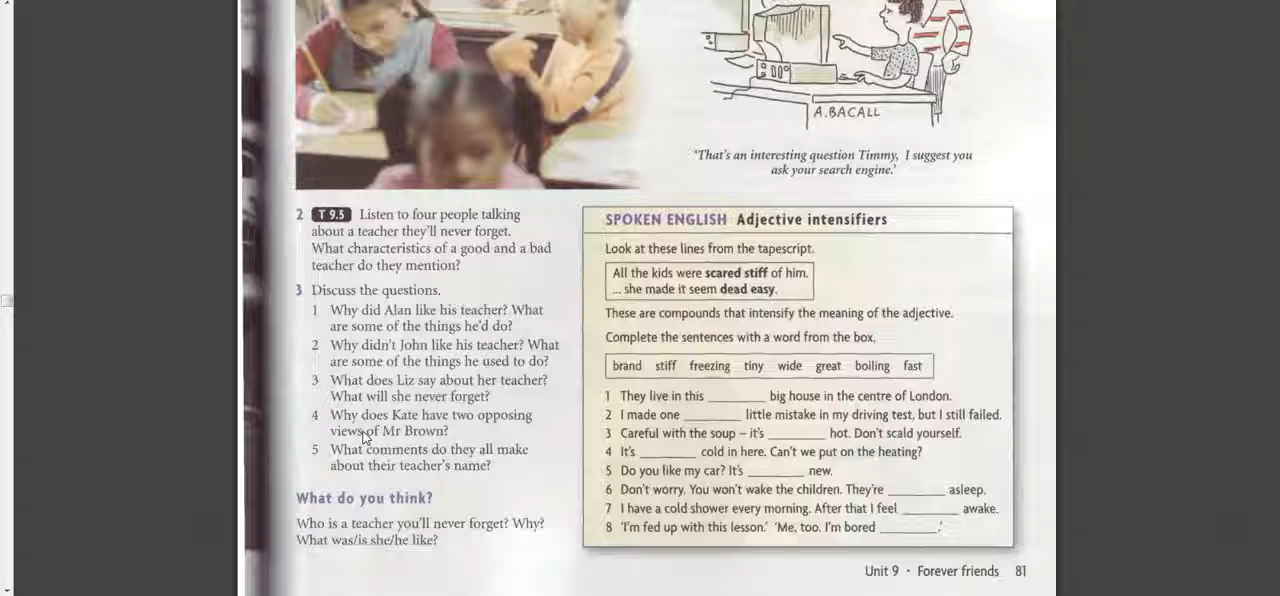 A.BACALL
'That's an interesting question Timmy, I suggest you
ask your search engine.'
2 T 9.5 Listen to four people talking
about a teacher they'll never forget.
What characteristics of a good and a bad
teacher do they mention?
3 Discuss the questions.
1 Why did Alan like his teacher? What
are some of the things he'd do?
2 Why didn't John like his teacher? What
are some of the things he used to do?
3 What does Liz say about her teacher?
What will she never forget?
4 Why does Kate have two opposing
views of Mr Brown?
5 What comments do they all make
about their teacher's name?
What do you think?
Who is a teacher you'll never forget? Why?
What was/is she/he like?
SPOKEN ENGLISH Adjective intensifiers
Look at these lines from the tapescript.
All the kids were scared stiff of him.
... she made it seem dead easy.
These are compounds that intensify the meaning of the adjective.
Complete the sentences with a word from the box.
brand stiff freezing tiny wide great boiling fast
1 They live in this ________ big house in the centre of London.
2 I made one ________ little mistake in my driving test, but I still failed.
3 Careful with the soup – it's ________ hot. Don't scald yourself.
4 It's ________ cold in here. Can't we put on the heating?
5 Do you like my car? It's ________ new.
6 Don't worry. You won't wake the children. They're ________ asleep.
7 I have a cold shower every morning. After that I feel ________ awake.
8 'I'm fed up with this lesson.' 'Me, too. I'm bored ________.'
Unit 9 • Forever friends 81